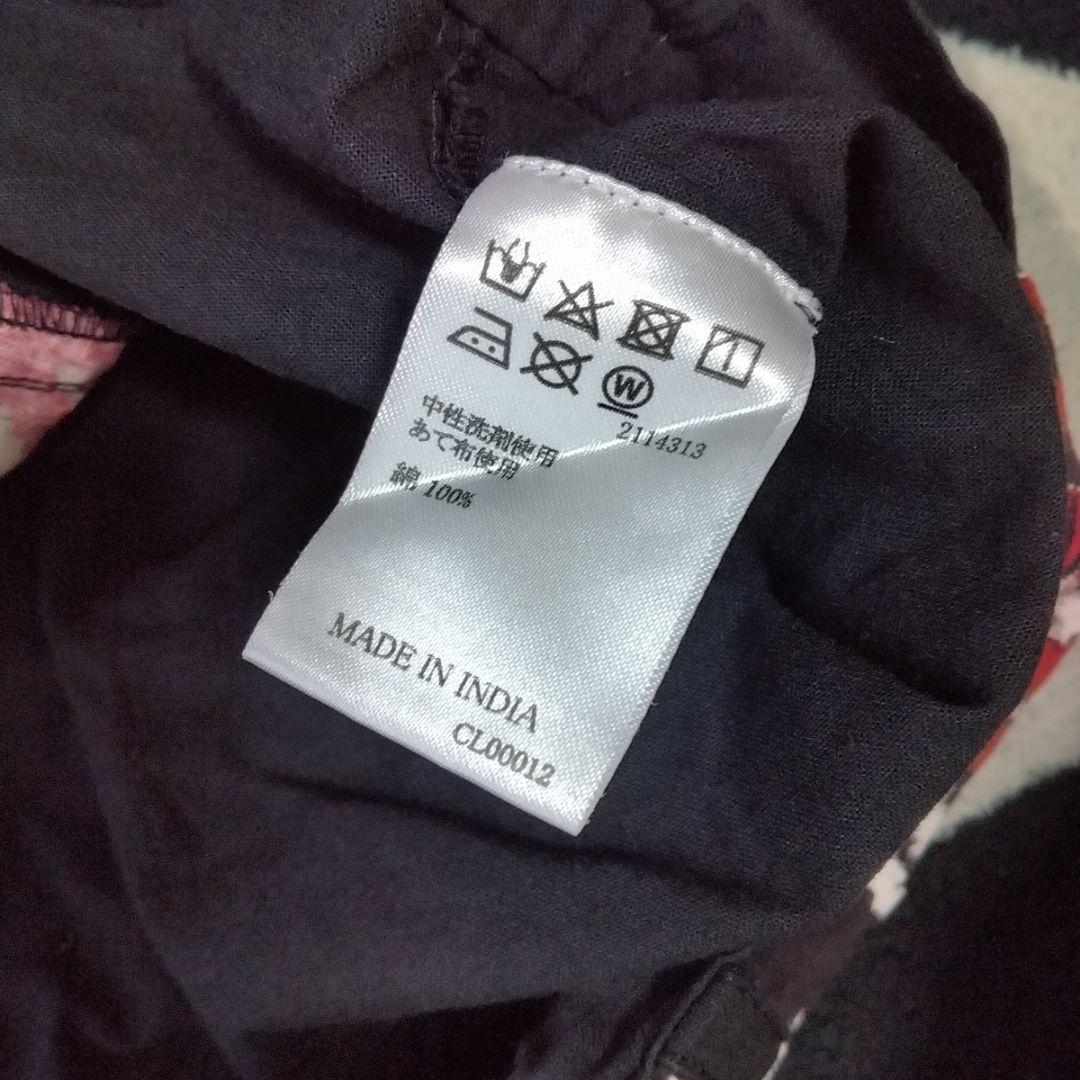 W
2114313
中性洗剤使用
あて布使用
綿 100%
MADE IN INDIA
CL00012